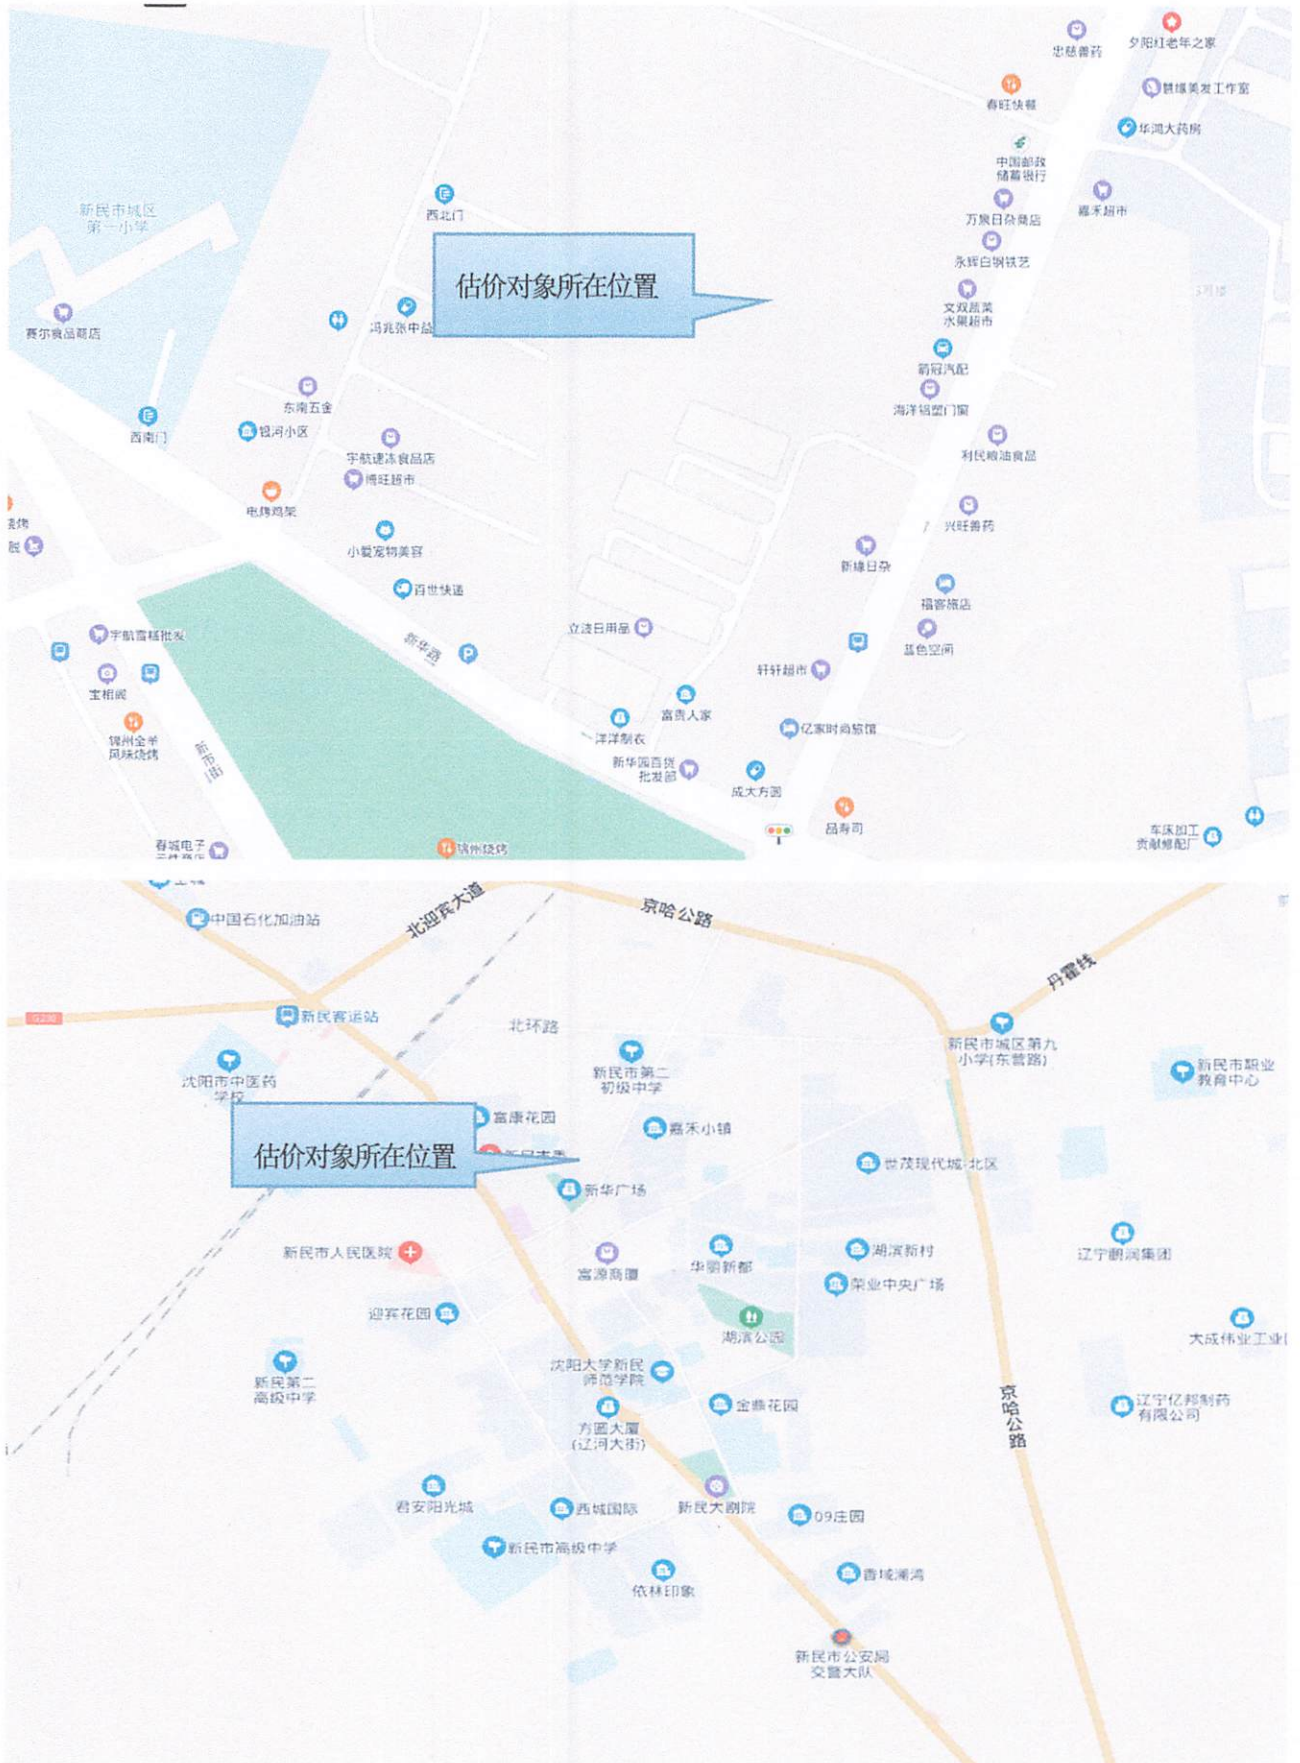 忠慈兽药
夕阳红老年之家
春旺快餐
慧缘美发工作室
华鸿大药房
中国邮政
储蓄银行
嘉禾超市
万泉日杂商店
永辉白钢铁艺
新民市城区
第一小学
西北门
估价对象所在位置
文双蔬菜
水果超市
赛尔食品商店
冯兆张中益
箭冠汽配
海洋铝塑门窗
东南五金
西南门
银河小区
宇航速冻食品店
博旺超市
利民粮油食品
电烤鸡架
烧烤
兴旺兽药
小爱宠物美容
新缘日杂
百世快递
福客旅店
蓝色空间
立浇日用品
宇航雪糕批发
新华路
P
轩轩超市
宝相阁
富贵人家
锦州全羊
风味烧烤
新市街
洋洋制衣
亿家时尚旅馆
新华园百货
批发部
成大方圆
品寿司
春城电子
锦州烧烤
车床加工
贡献修配厂
中国石化加油站
北迎宾大道
京哈公路
丹霍线
新民客运站
北环路
新民市城区第九
小学(东营路)
沈阳市中医药
学校
新民市第二
初级中学
新民市职业
教育中心
富康花园
嘉禾小镇
估价对象所在位置
世茂现代城-北区
新华广场
新民市人民医院
富源商厦
华丽新都
湖滨新村
辽宁鹏润集团
荣业中央广场
迎宾花园
湖滨公园
大成伟业工业
新民第二
高级中学
沈阳大学新民
师范学院
金鼎花园
京哈公路
辽宁亿邦制药
有限公司
方圆大厦
(辽河大街)
君安阳光城
西城国际
新民大剧院
09庄园
新民市高级中学
依林印象
香域澜湾
新民市公安局
交警大队